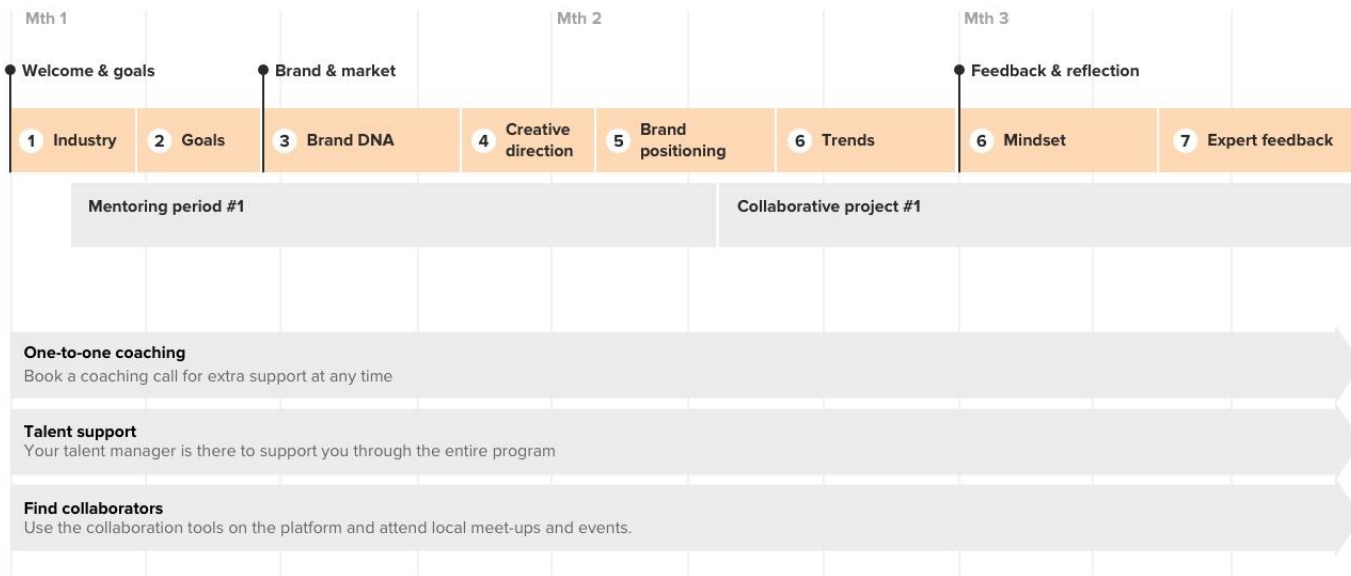 Mth 1
Mth 2
Mth 3
Welcome & goals
Brand & market
Feedback & reflection
1 Industry
2 Goals
3 Brand DNA
4 Creative
direction
5 Brand
positioning
6 Trends
6 Mindset
7 Expert feedback
Mentoring period #1
Collaborative project #1
One-to-one coaching
Book a coaching call for extra support at any time
Talent support
Your talent manager is there to support you through the entire program
Find collaborators
Use the collaboration tools on the platform and attend local meet-ups and events.